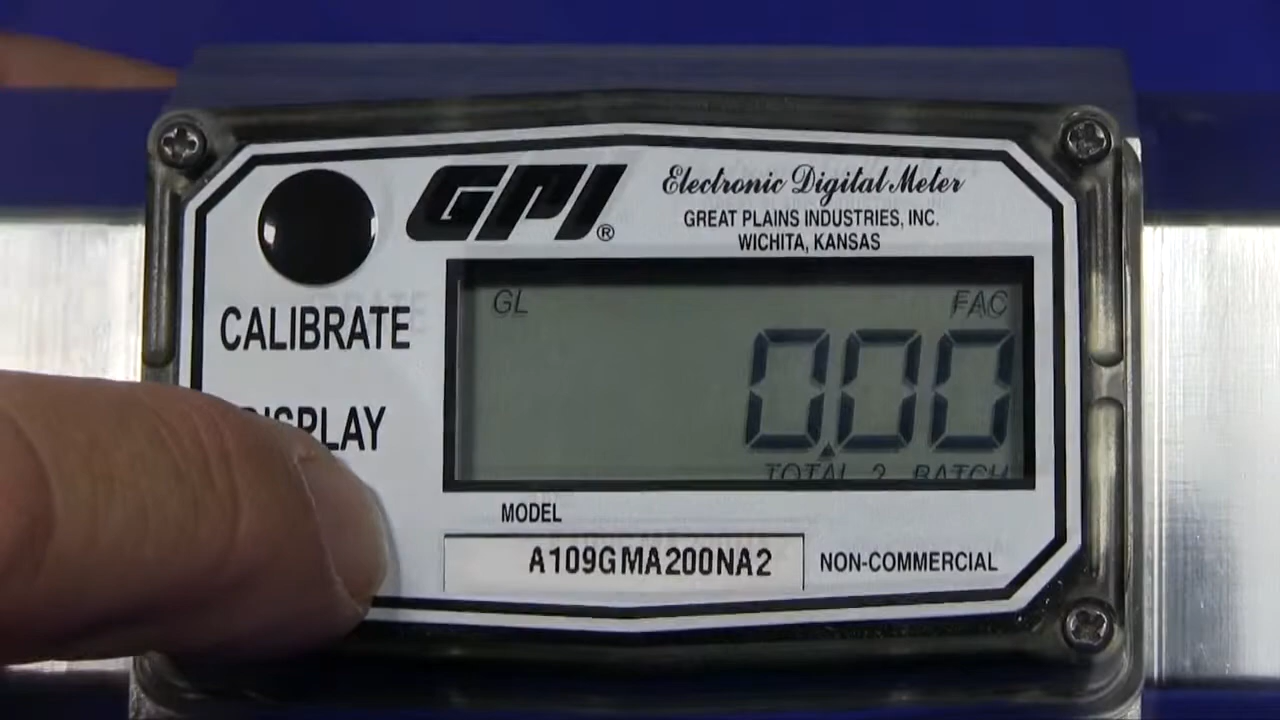 GPI®
Electronic Digital Meter
GREAT PLAINS INDUSTRIES, INC.
WICHITA, KANSAS
CALIBRATE
DISPLAY
GL
FAC
0.00
TOTAL 2 BATCH
MODEL
A109GMA200NA2
NON-COMMERCIAL